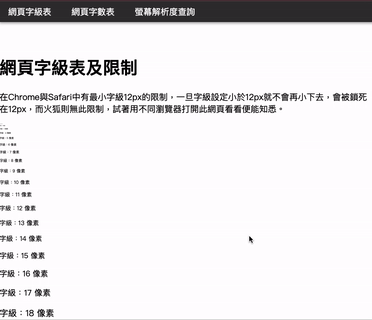 網頁字級表 網頁字數表 螢幕解析度查詢
網頁字級表及限制
在Chrome與Safari中有最小字級12px的限制，一旦字級設定小於12px就不會再小下去，會被鎖死
在12px，而火狐則無此限制，試著用不同瀏覽器打開此網頁看看便能知悉。
字級：6 像素
字級：7 像素
字級：8 像素
字級：9 像素
字級：10 像素
字級：11 像素
字級：12 像素
字級：13 像素
字級：14 像素
字級：15 像素
字級：16 像素
字級：17 像素
字級：18 像素